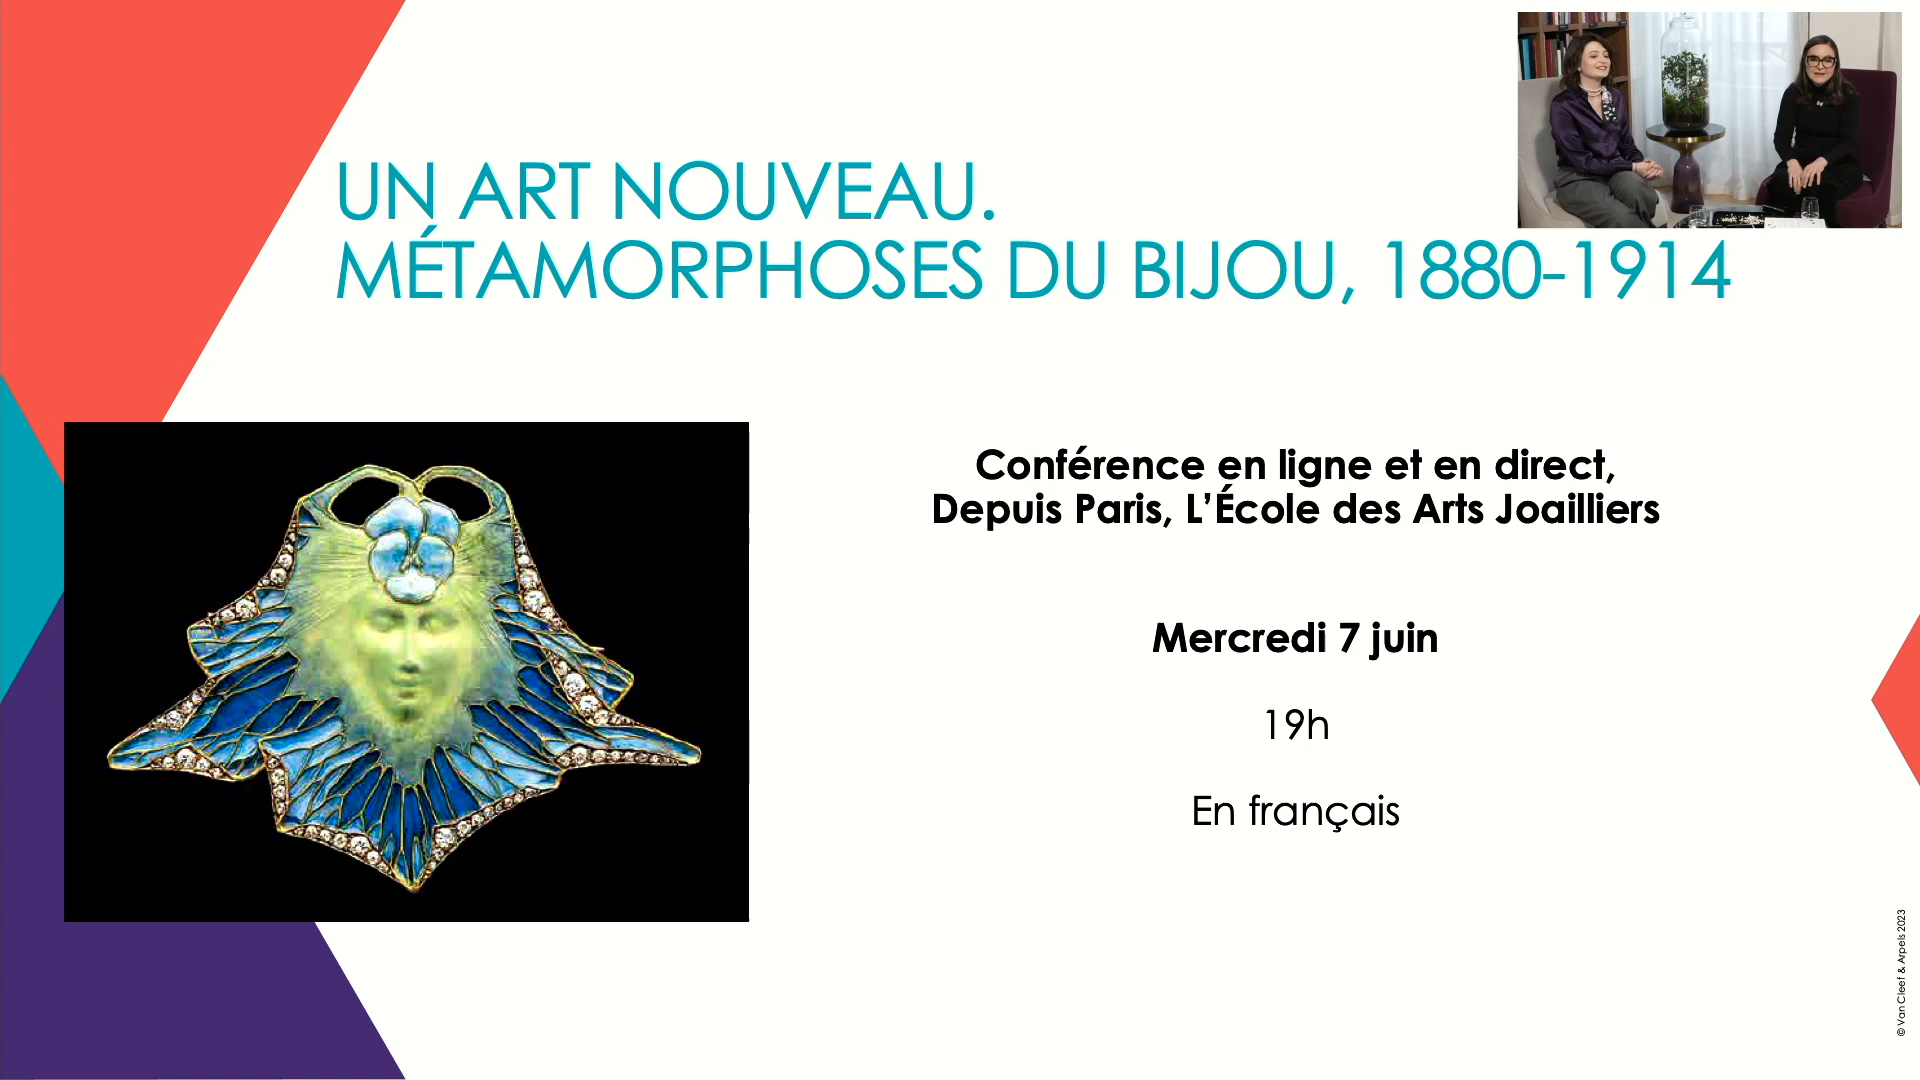 UN ART NOUVEAU.
MÉTAMORPHOSES DU BIJOU, 1880-1914
Conférence en ligne et en direct,
Depuis Paris, L’École des Arts Joailliers
Mercredi 7 juin
19h
En français
© Van Cleef & Arpels 2023